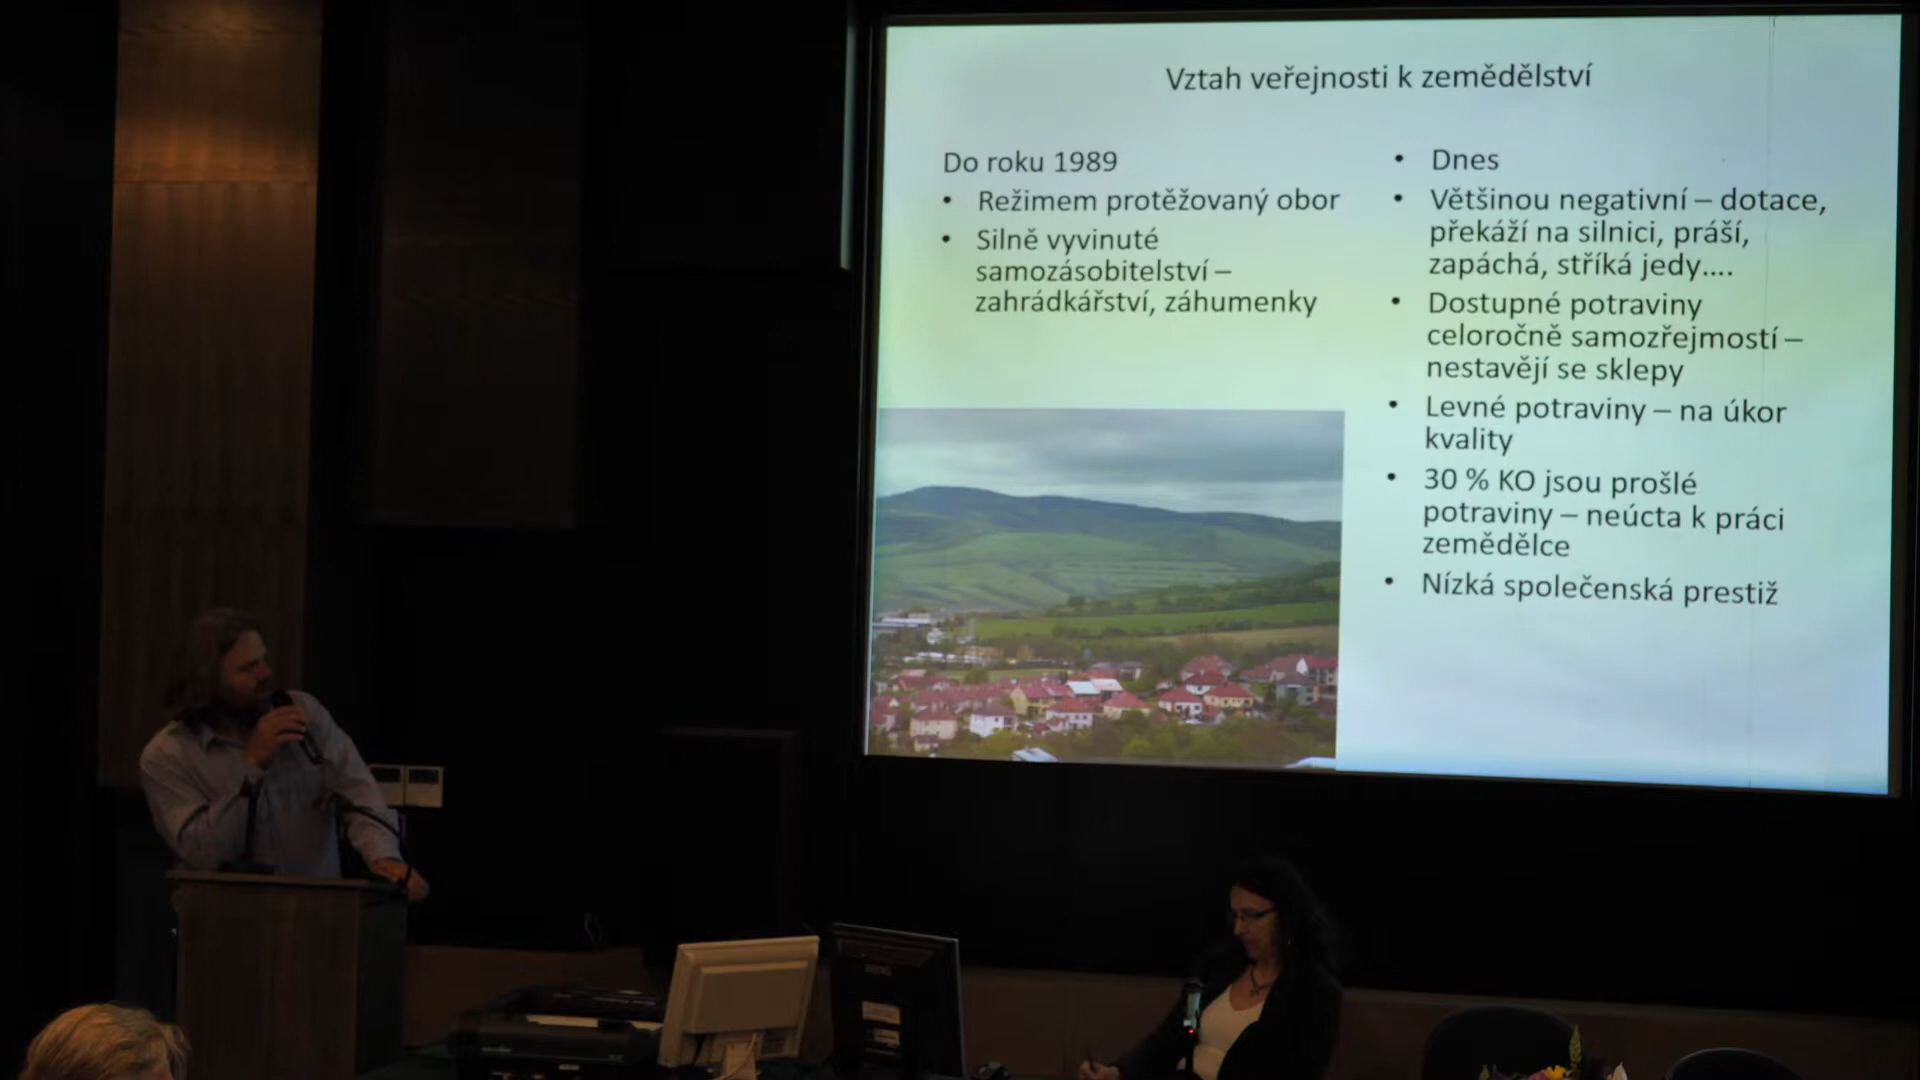 Vztah veřejnosti k zemědělství
Do roku 1989
• Režimem protěžovaný obor
• Silně vyvinuté
samozásobitelství –
zahrádkářství, záhumenky
• Dnes
• Většinou negativní – dotace,
překáží na silnici, práší,
zapáchá, stříká jedy....
• Dostupné potraviny
celoročně samozřejmostí –
nestavějí se sklepy
• Levné potraviny – na úkor
kvality
• 30 % KO jsou prošlé
potraviny – neúcta k práci
zemědělce
• Nízká společenská prestiž